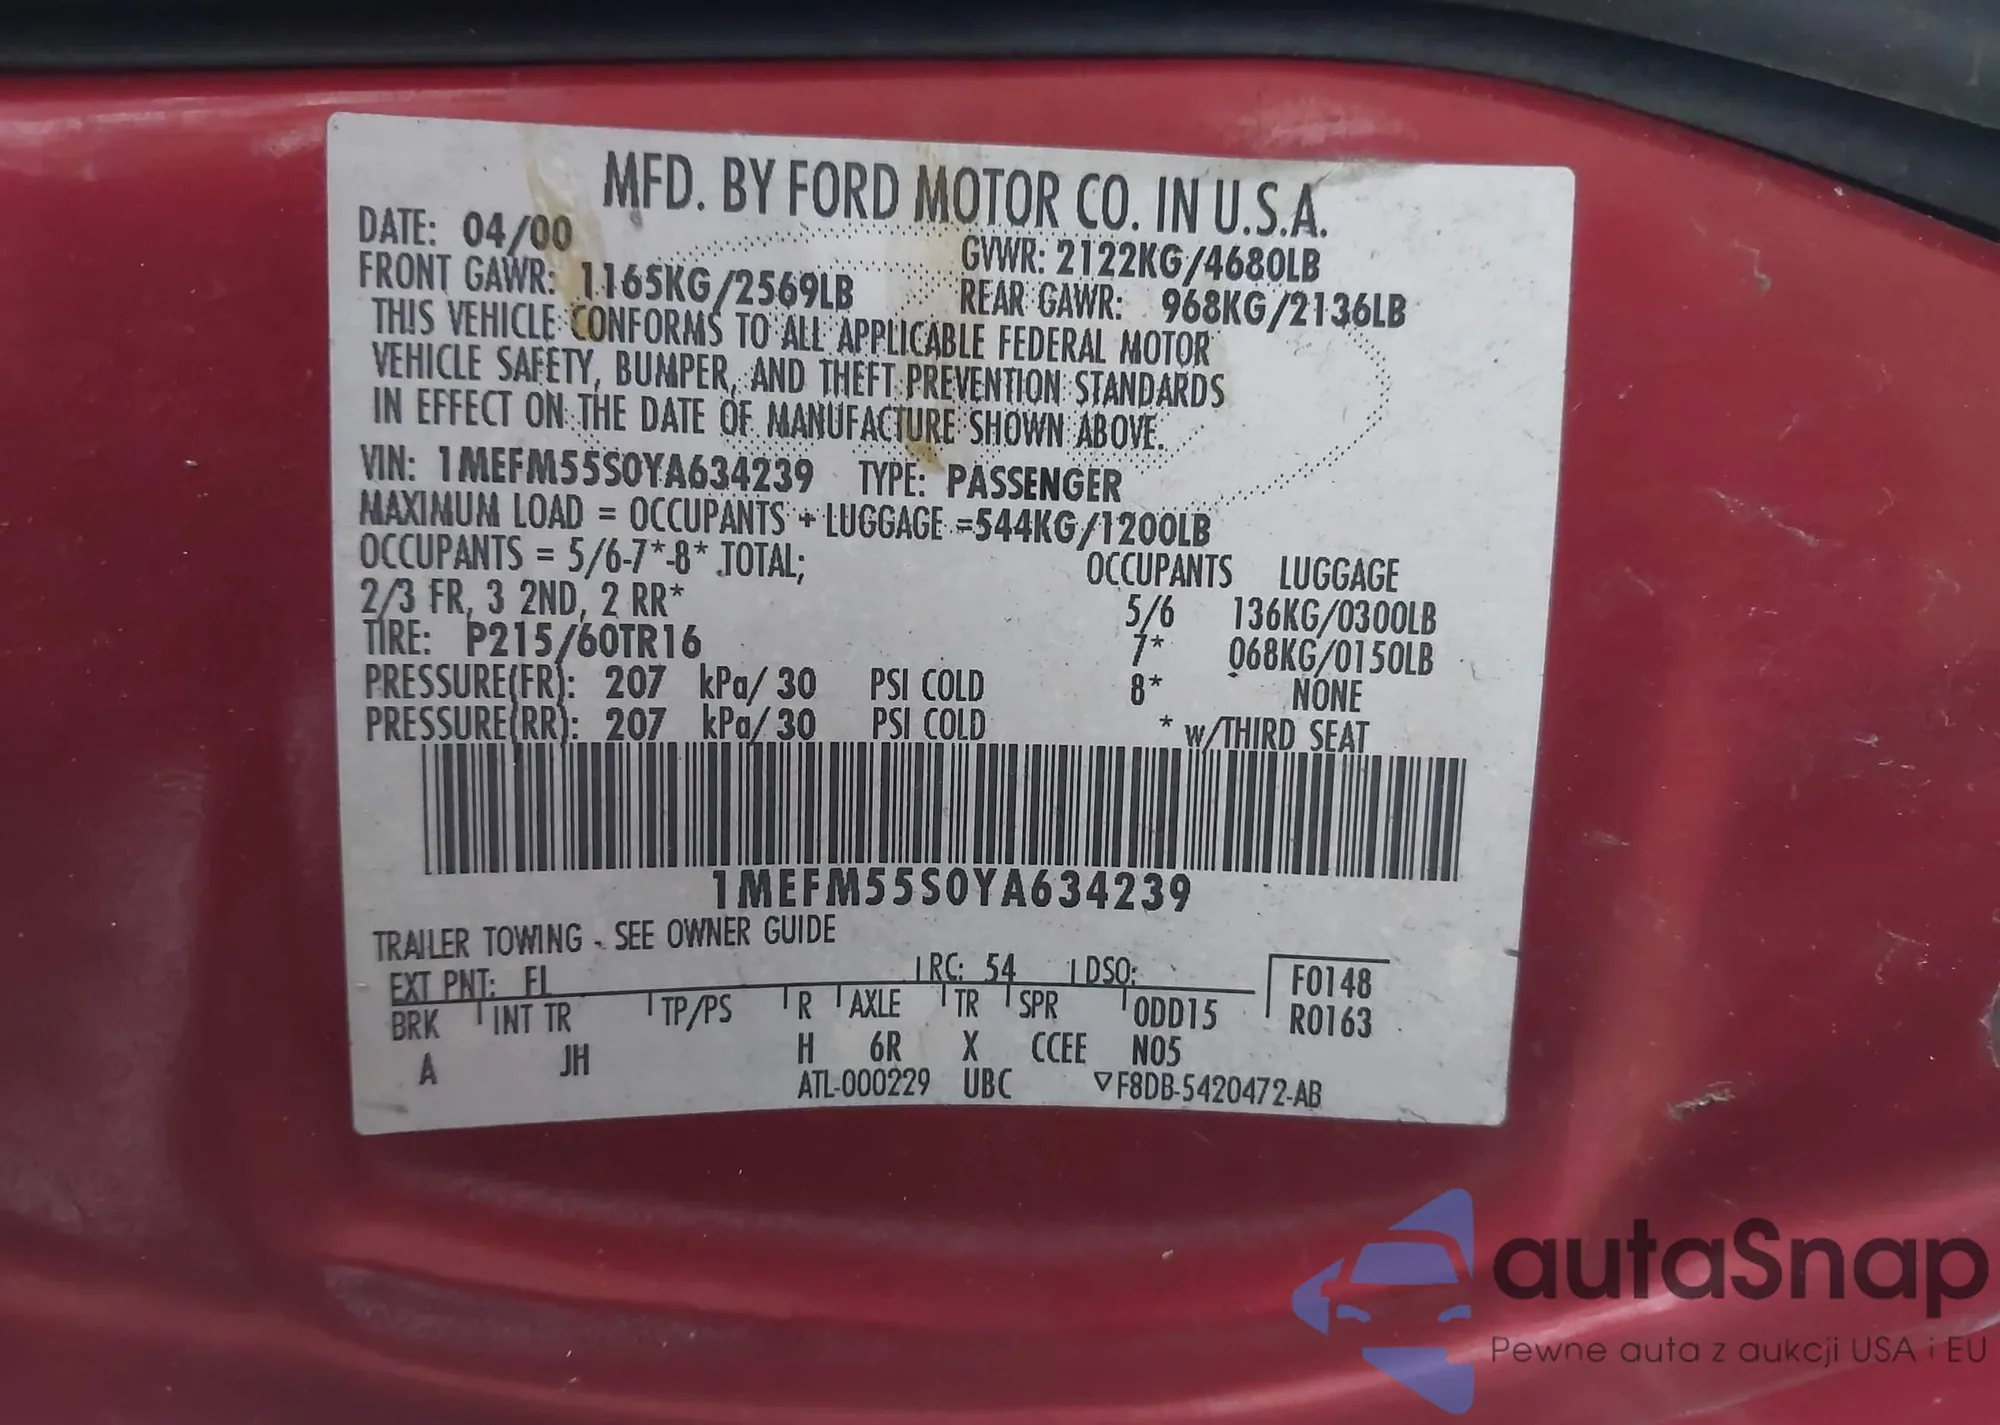 MFD. BY FORD MOTOR CO. IN U.S.A.
DATE: 04/00 GVWR: 2122KG/4680LB
FRONT GAWR: 1165KG/2569LB REAR GAWR: 968KG/2136LB
THIS VEHICLE CONFORMS TO ALL APPLICABLE FEDERAL MOTOR
VEHICLE SAFETY, BUMPER, AND THEFT PREVENTION STANDARDS
IN EFFECT ON THE DATE OF MANUFACTURE SHOWN ABOVE.
VIN: 1MEFM55S0YA634239 TYPE: PASSENGER
MAXIMUM LOAD = OCCUPANTS + LUGGAGE =544KG/1200LB
OCCUPANTS = 5/6-7*-8* TOTAL; OCCUPANTS LUGGAGE
2/3 FR, 3 2ND, 2 RR* 5/6 136KG/0300LB
TIRE: P215/60TR16 7* 068KG/0150LB
PRESSURE(FR): 207 kPa/ 30 PSI COLD 8* NONE
PRESSURE(RR): 207 kPa/ 30 PSI COLD * w/THIRD SEAT
1MEFM55S0YA634239
TRAILER TOWING - SEE OWNER GUIDE
EXT PNT: FL RC: 54 DSO: F0148
BRK INT TR TP/PS R AXLE TR SPR ODD15 R0163
A JH H 6R X CCEE N05
ATL-000229 UBC ▽F8DB-5420472-AB
autaSnap
Pewne auta z aukcji USA i EU